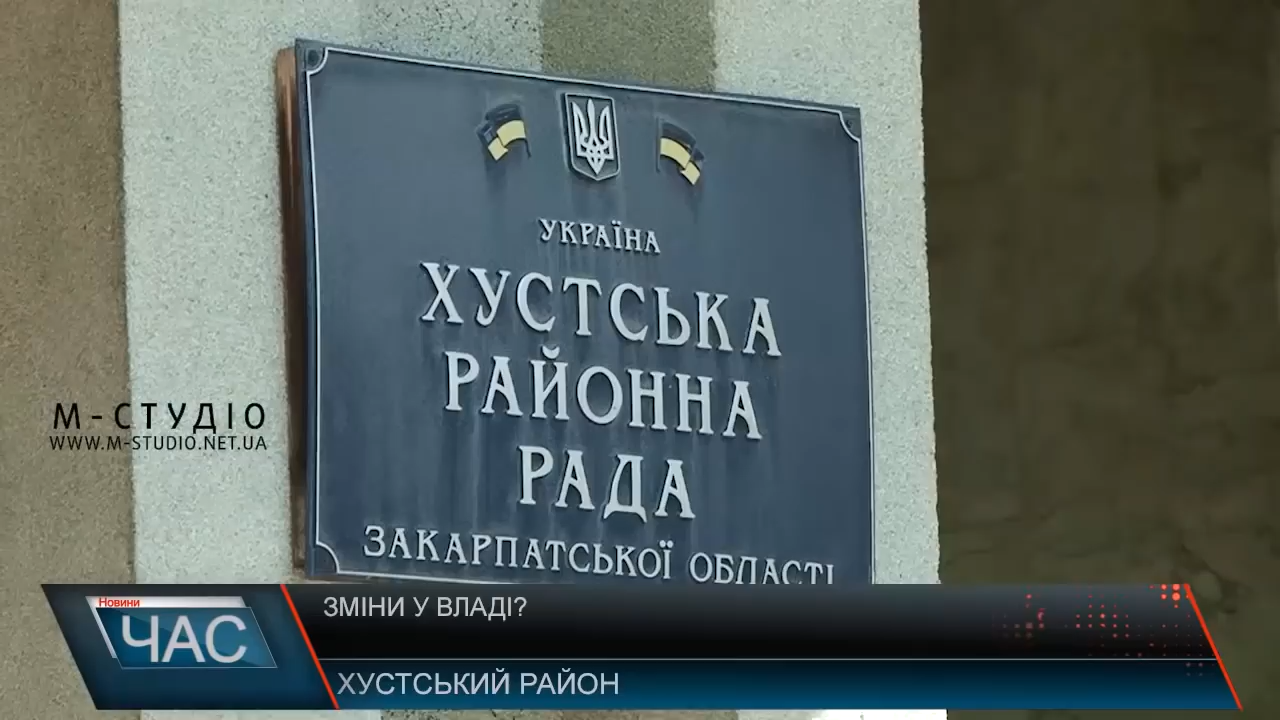 УКРАЇНА
ХУСТСЬКА
РАЙОННА
РАДА
ЗАКАРПАТСЬКОЇ ОБЛАСТІ
М-СТУДІО
WWW.M-STUDIO.NET.UA
Новини
ЧАС
ЗМІНИ У ВЛАДІ?
ХУСТСЬКИЙ РАЙОН